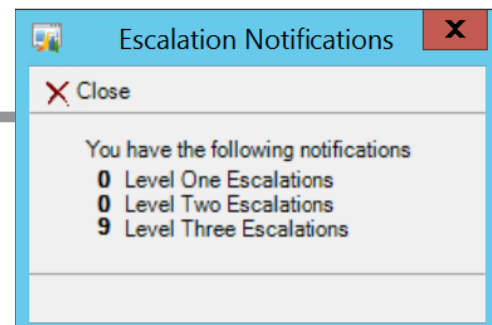 Escalation Notifications
X
Close
You have the following notifications
0 Level One Escalations
0 Level Two Escalations
9 Level Three Escalations